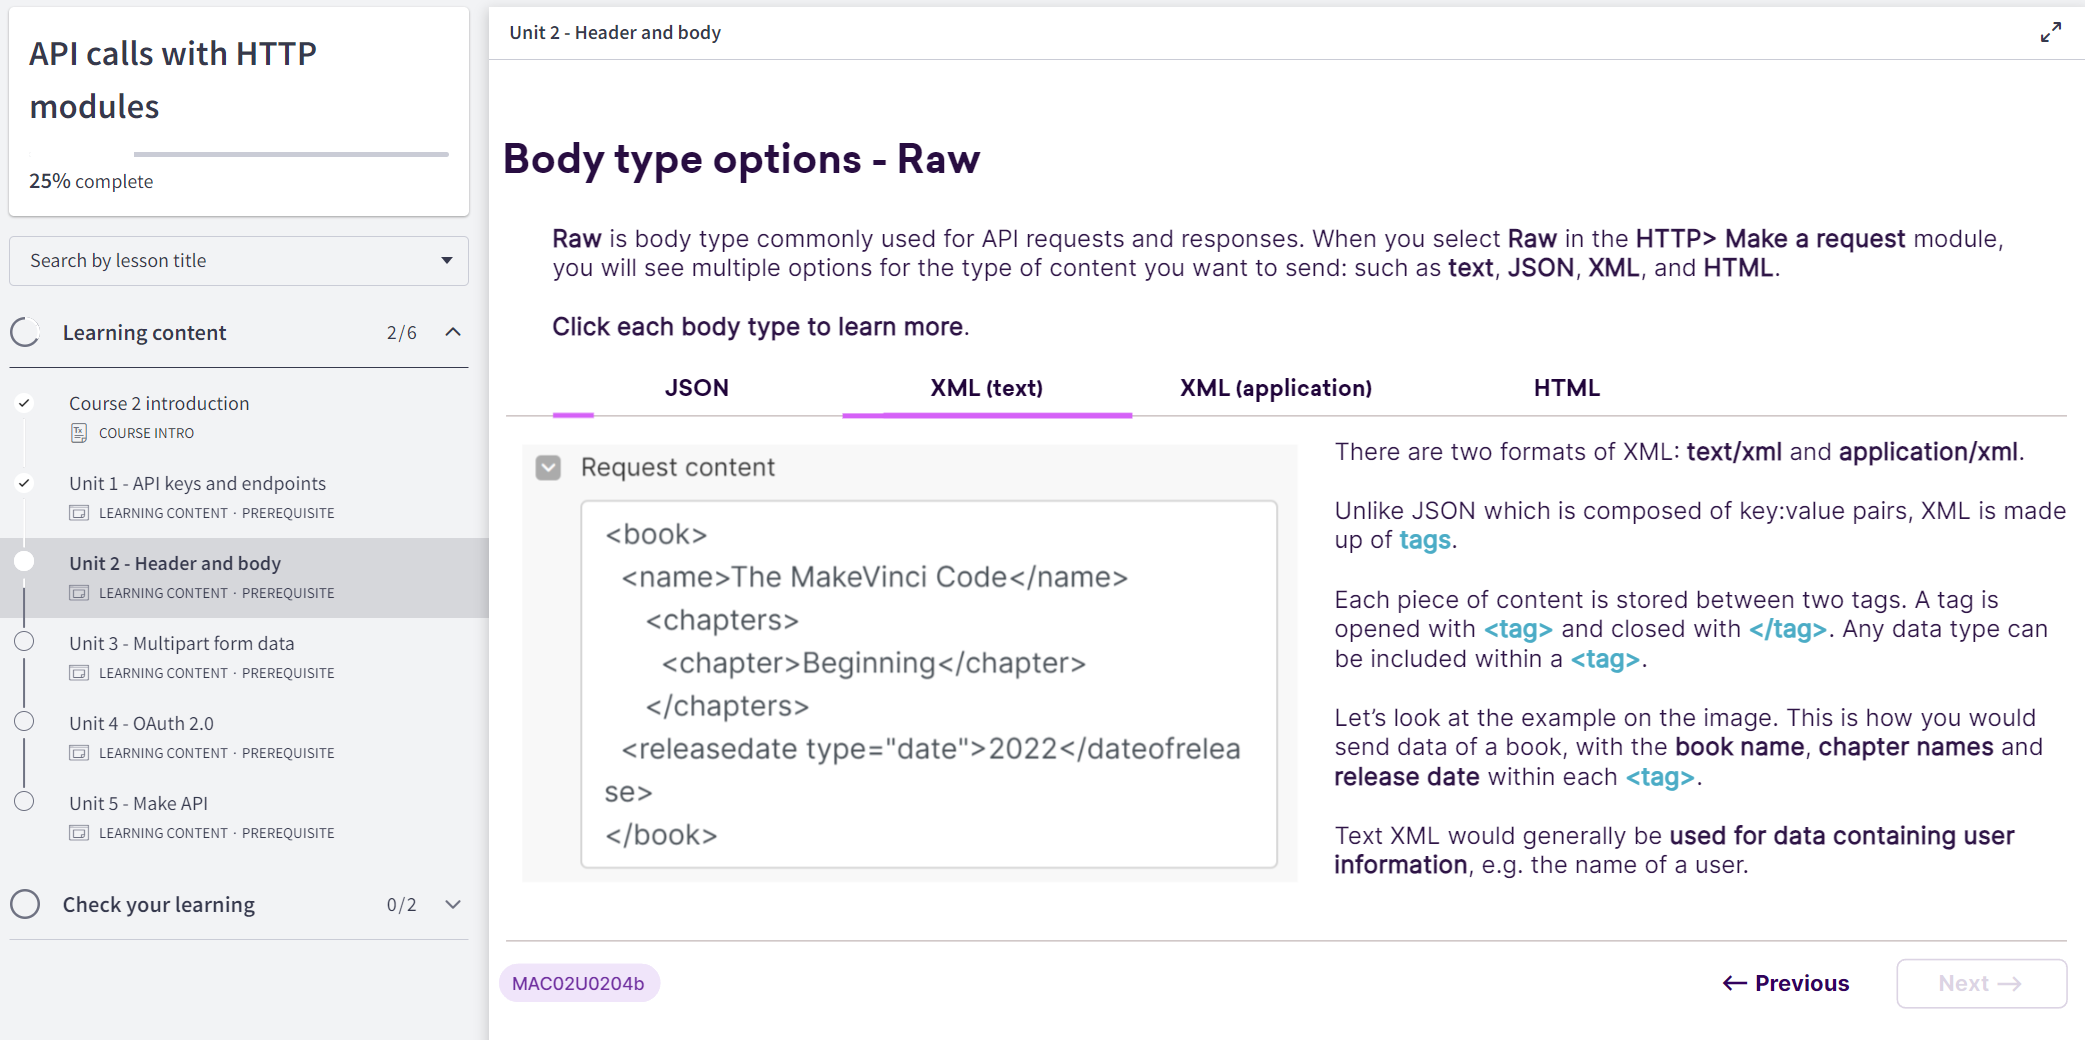 API calls with HTTP
modules
25% complete
Search by lesson title
Learning content 2/6
Course 2 introduction
COURSE INTRO
Unit 1 - API keys and endpoints
LEARNING CONTENT · PREREQUISITE
Unit 2 - Header and body
LEARNING CONTENT · PREREQUISITE
Unit 3 - Multipart form data
LEARNING CONTENT · PREREQUISITE
Unit 4 - OAuth 2.0
LEARNING CONTENT · PREREQUISITE
Unit 5 - Make API
LEARNING CONTENT · PREREQUISITE
Check your learning 0/2
Unit 2 - Header and body
Body type options - Raw
Raw is body type commonly used for API requests and responses. When you select Raw in the HTTP> Make a request module,
you will see multiple options for the type of content you want to send: such as text, JSON, XML, and HTML.
Click each body type to learn more.
JSON XML (text) XML (application) HTML
Request content
<book>
<name>The MakeVinci Code</name>
<chapters>
<chapter>Beginning</chapter>
</chapters>
<releasedate type="date">2022</dateofrelea
se>
</book>
There are two formats of XML: text/xml and application/xml.
Unlike JSON which is composed of key:value pairs, XML is made
up of tags.
Each piece of content is stored between two tags. A tag is
opened with <tag> and closed with </tag>. Any data type can
be included within a <tag>.
Let’s look at the example on the image. This is how you would
send data of a book, with the book name, chapter names and
release date within each <tag>.
Text XML would generally be used for data containing user
information, e.g. the name of a user.
MAC02U0204b
← Previous
Next →